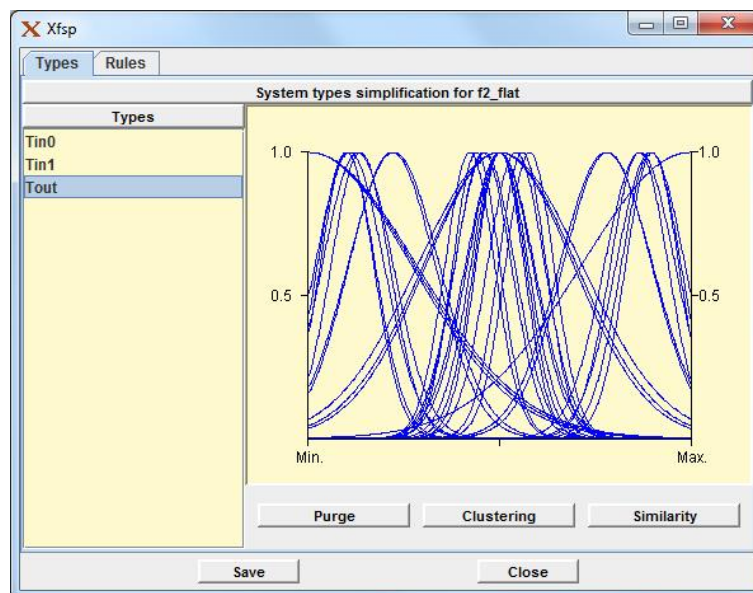 Xfsp
Types Rules
System types simplification for f2_flat
Types
Tin0
Tin1
Tout
1.0 1.0
0.5 0.5
Min. Max.
Purge Clustering Similarity
Save Close